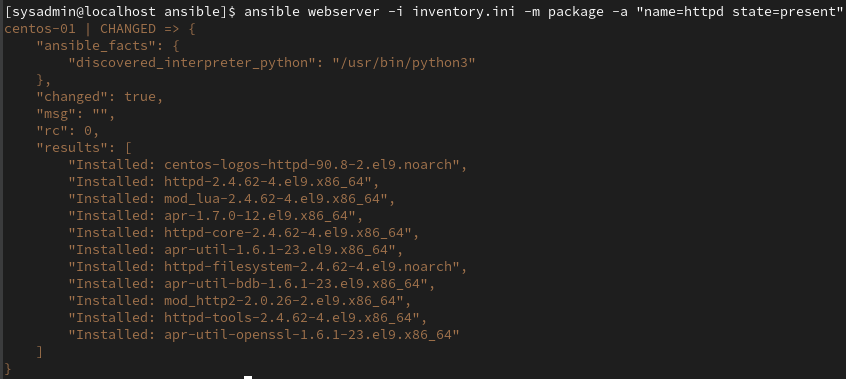 [sysadmin@localhost ansible]$ ansible webserver -i inventory.ini -m package -a "name=httpd state=present"
centos-01 | CHANGED => {
    "ansible_facts": {
        "discovered_interpreter_python": "/usr/bin/python3"
    },
    "changed": true,
    "msg": "",
    "rc": 0,
    "results": [
        "Installed: centos-logos-httpd-90.8-2.el9.noarch",
        "Installed: httpd-2.4.62-4.el9.x86_64",
        "Installed: mod_lua-2.4.62-4.el9.x86_64",
        "Installed: apr-1.7.0-12.el9.x86_64",
        "Installed: httpd-core-2.4.62-4.el9.x86_64",
        "Installed: apr-util-1.6.1-23.el9.x86_64",
        "Installed: httpd-filesystem-2.4.62-4.el9.noarch",
        "Installed: apr-util-bdb-1.6.1-23.el9.x86_64",
        "Installed: mod_http2-2.0.26-2.el9.x86_64",
        "Installed: httpd-tools-2.4.62-4.el9.x86_64",
        "Installed: apr-util-openssl-1.6.1-23.el9.x86_64"
    ]
}